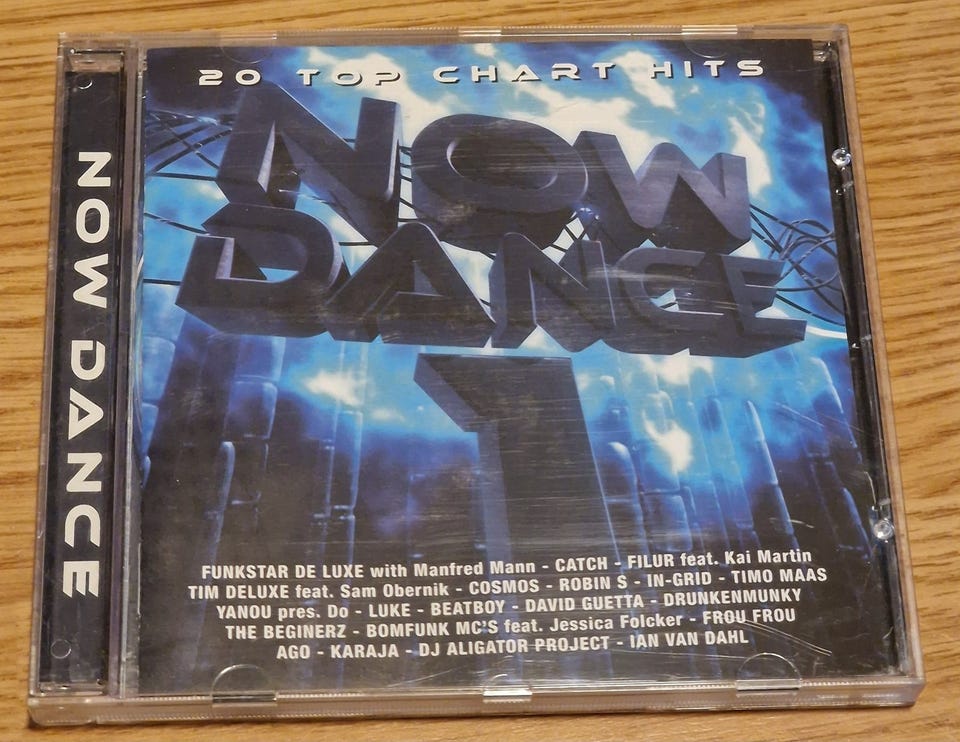 NOW DANCE
20 TOP CHART HITS
NOW
DANCE
1
FUNKSTAR DE LUXE with Manfred Mann - CATCH - FILUR feat. Kai Martin
TIM DELUXE feat. Sam Obernik - COSMOS - ROBIN S - IN-GRID - TIMO MAAS
YANOU pres. Do - LUKE - BEATBOY - DAVID GUETTA - DRUNKENMUNKY
THE BEGINERZ - BOMFUNK MC'S feat. Jessica Folcker - FROU FROU
AGO - KARAJA - DJ ALIGATOR PROJECT - IAN VAN DAHL